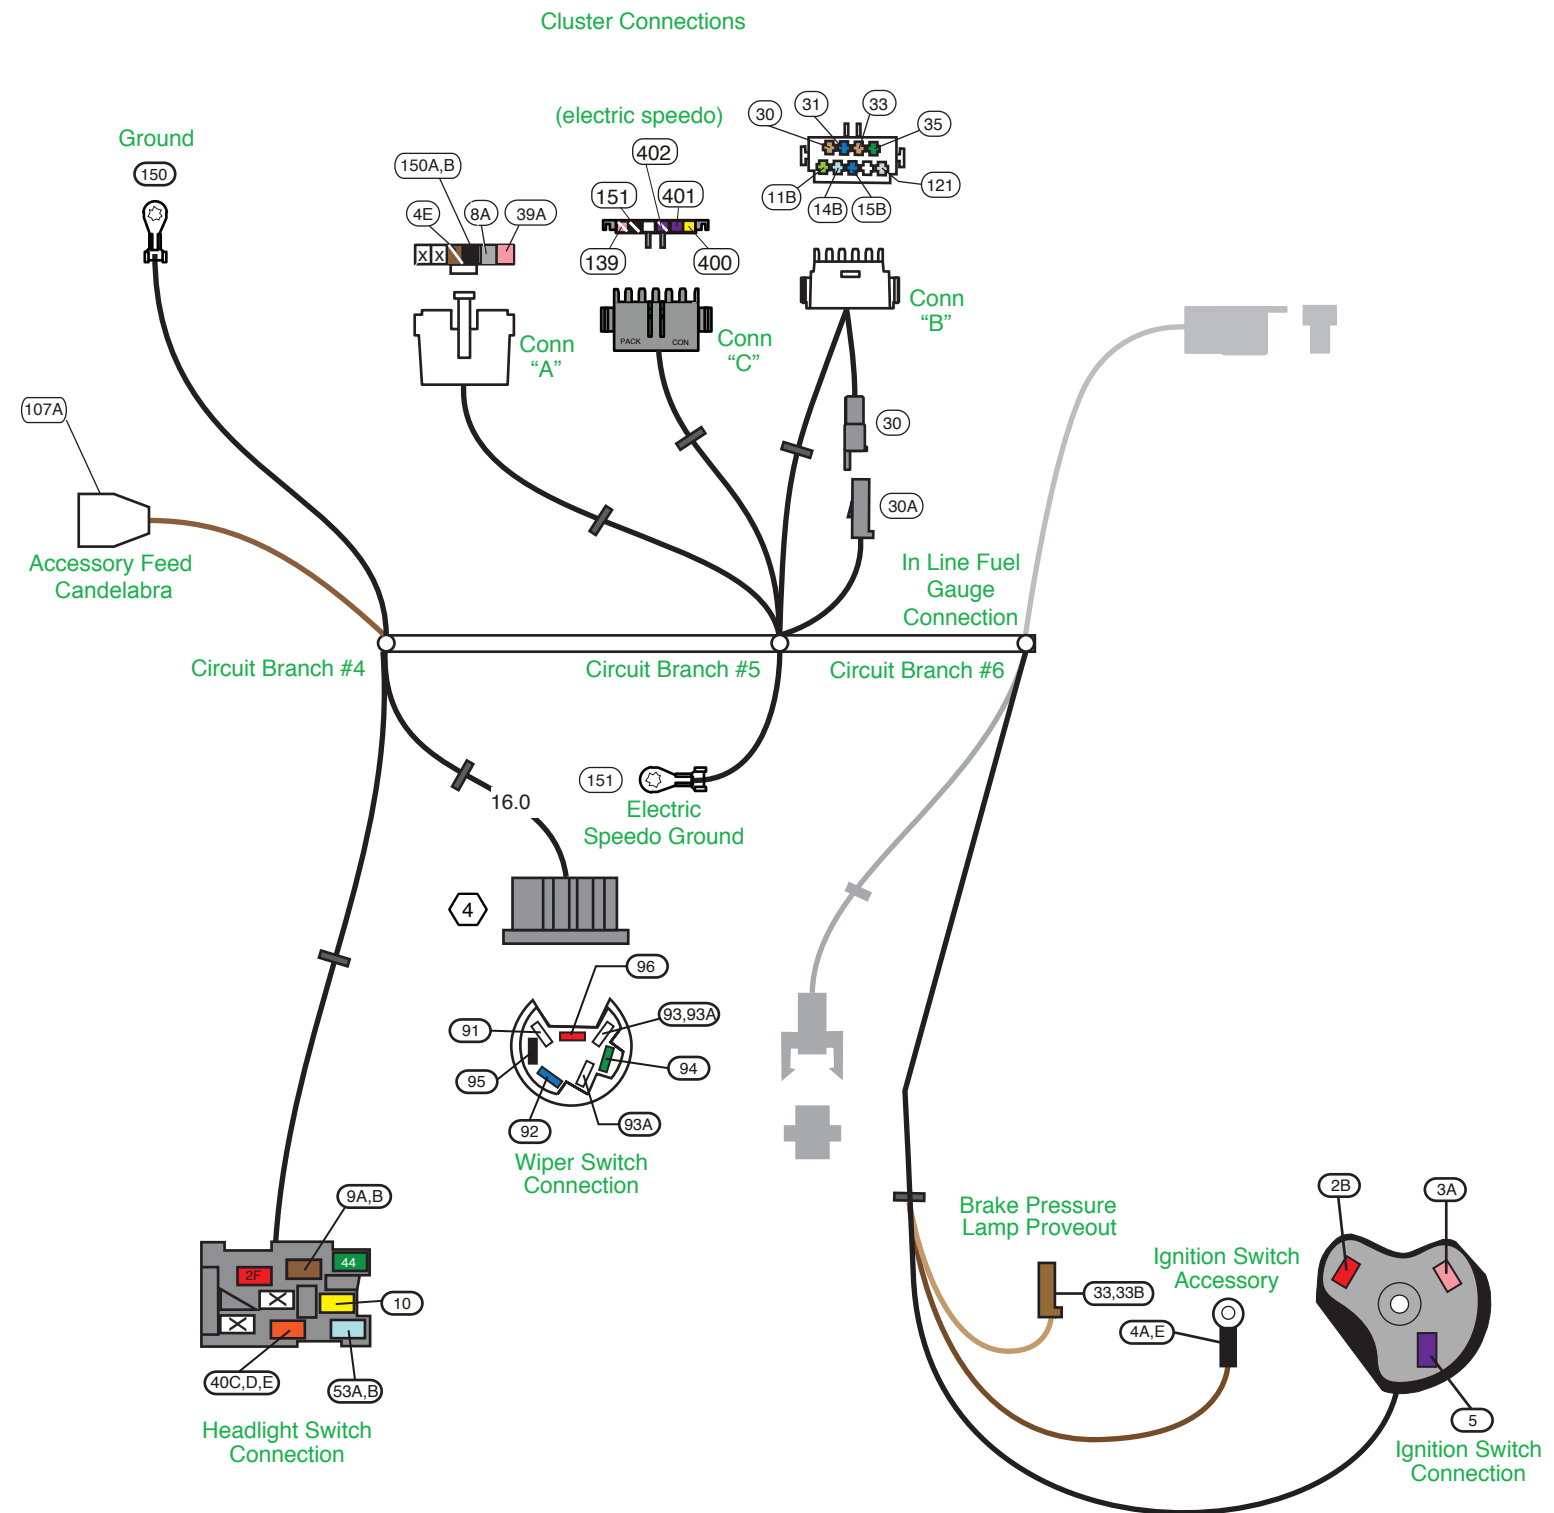 Cluster Connections
(electric speedo)
Ground
150
150A,B
4E
8A
39A
X X
402
151
401
139
400
30
31
33
35
11B
14B
15B
121
PACK CON
Conn
“A”
Conn
“C”
Conn
“B”
30
30A
107A
Accessory Feed
Candelabra
In Line Fuel
Gauge
Connection
Circuit Branch #4
Circuit Branch #5
Circuit Branch #6
16.0
151
Electric
Speedo Ground
4
96
91
93,93A
95
94
92
93A
Wiper Switch
Connection
9A,B
44
2F
X
10
X
40C,D,E
53A,B
Headlight Switch
Connection
Brake Pressure
Lamp Proveout
33,33B
Ignition Switch
Accessory
4A,E
2B
3A
5
Ignition Switch
Connection